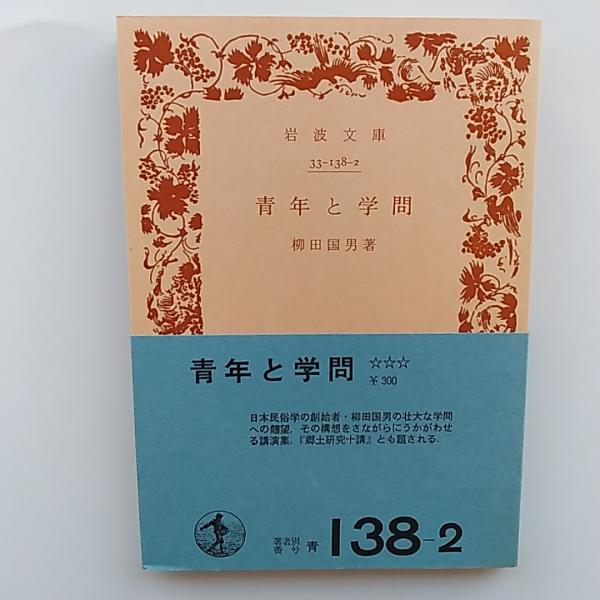 岩波文庫
33-138-2
青年と学問
柳田国男著
青年と学問 ☆☆☆
¥300
日本民俗学の創始者・柳田国男の壮大な学問
への翹望，その構想をさながらにうかがわせ
る講演集．『郷土研究十講』とも題される．
著者別
番号 青 138-2